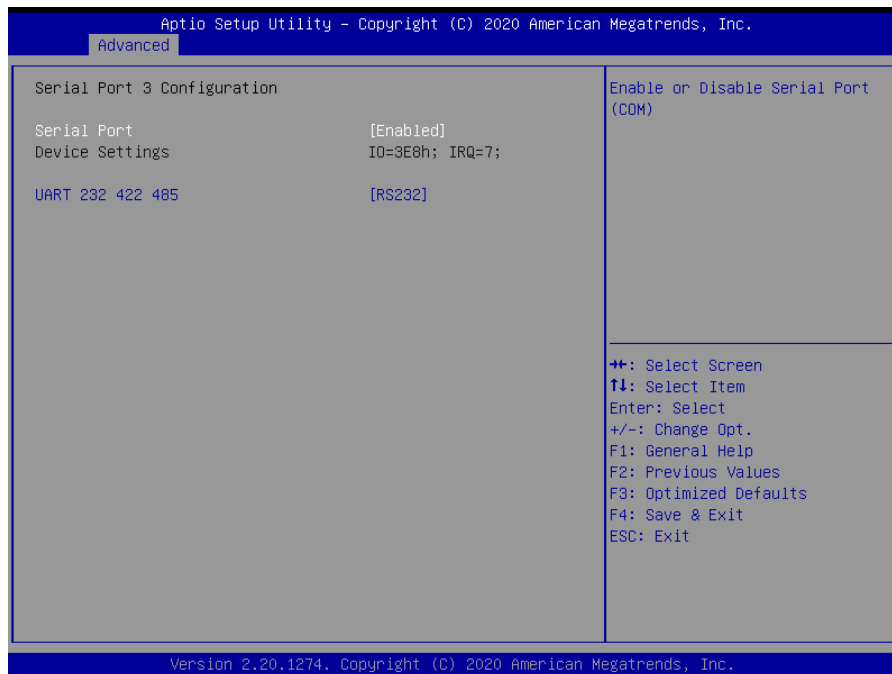 Aptio Setup Utility – Copyright (C) 2020 American Megatrends, Inc.
Advanced
Serial Port 3 Configuration
Serial Port [Enabled]
Device Settings IO=3E8h; IRQ=7;
UART 232 422 485 [RS232]
Enable or Disable Serial Port
(COM)
→←: Select Screen
↑↓: Select Item
Enter: Select
+/-: Change Opt.
F1: General Help
F2: Previous Values
F3: Optimized Defaults
F4: Save & Exit
ESC: Exit
Version 2.20.1274. Copyright (C) 2020 American Megatrends, Inc.